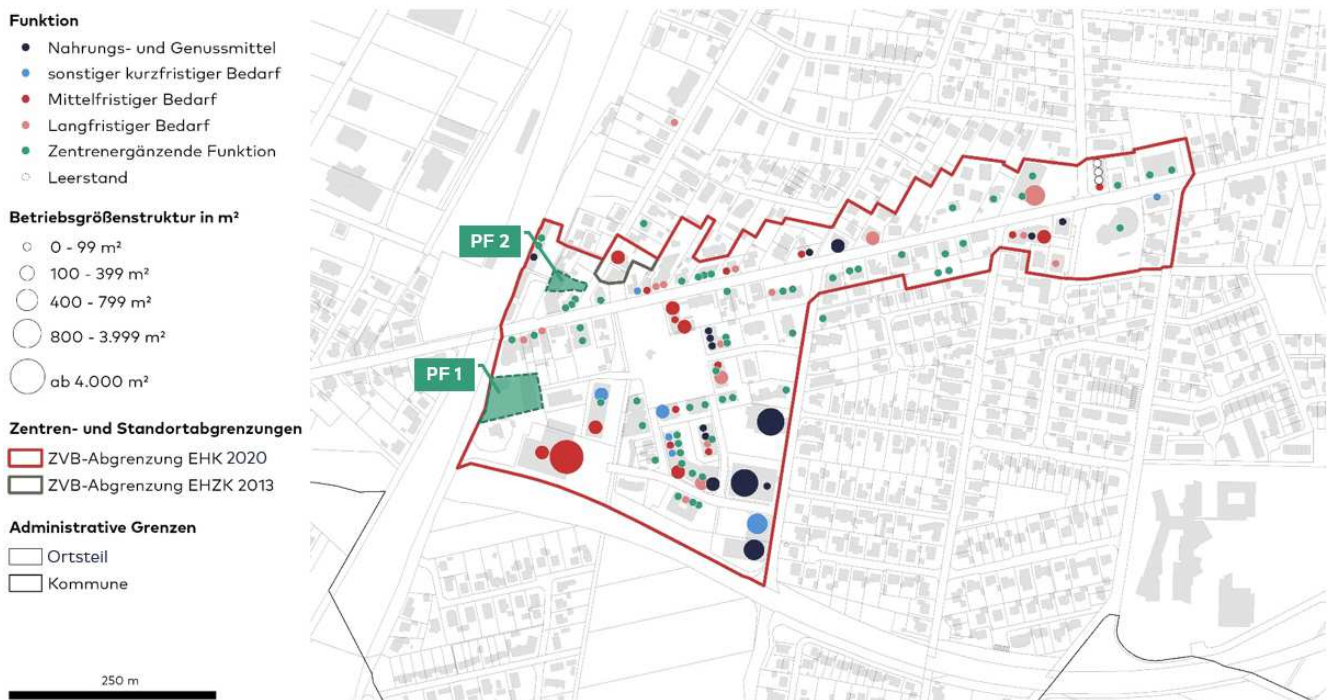 Funktion
Nahrungs- und Genussmittel
sonstiger kurzfristiger Bedarf
Mittelfristiger Bedarf
Langfristiger Bedarf
Zentrenergänzende Funktion
Leerstand
Betriebsgrößenstruktur in m²
0 - 99 m²
100 - 399 m²
400 - 799 m²
800 - 3.999 m²
ab 4.000 m²
Zentren- und Standortabgrenzungen
ZVB-Abgrenzung EHK 2020
ZVB-Abgrenzung EHZK 2013
Administrative Grenzen
Ortsteil
Kommune
250 m
PF 2
PF 1